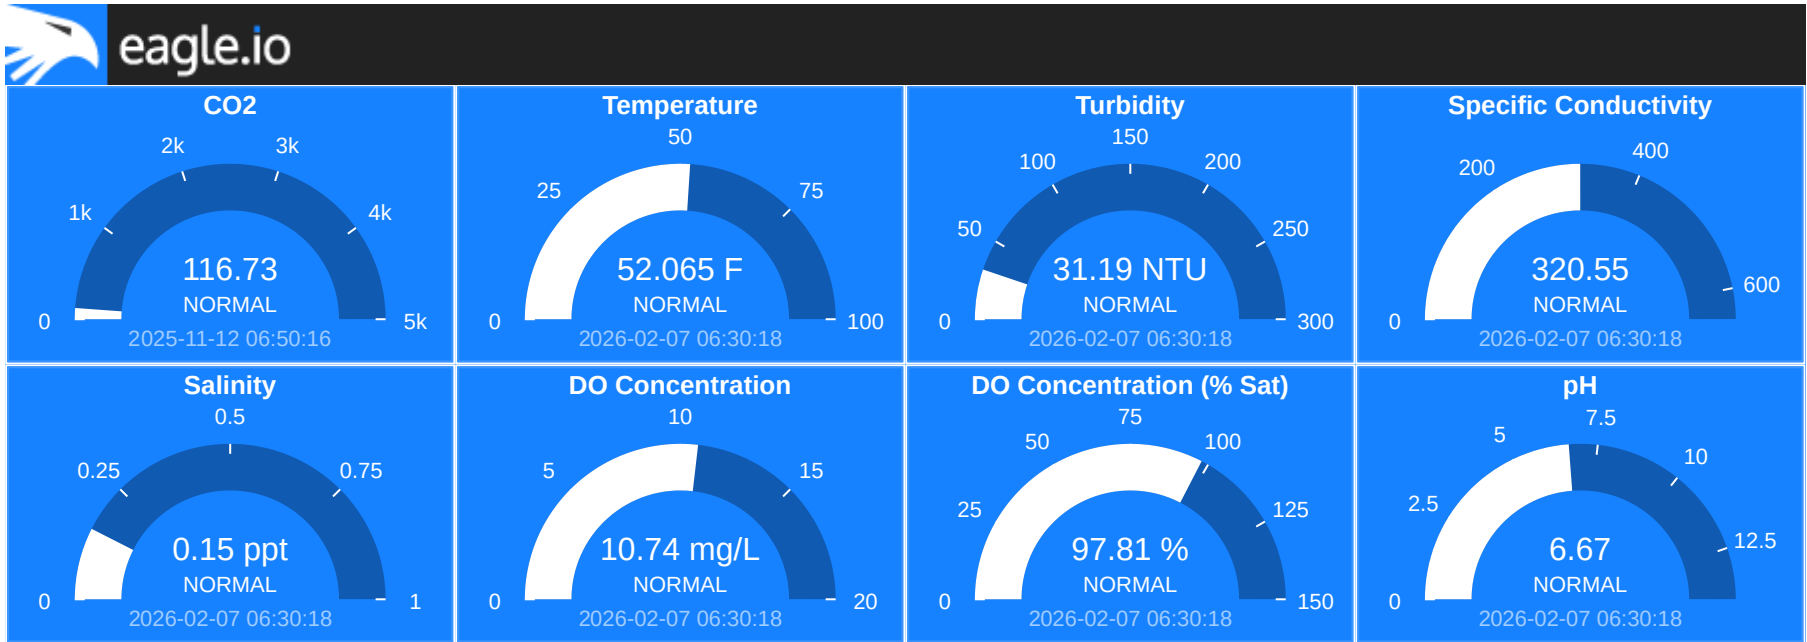 eagle.io
CO2
2k
3k
1k
4k
0
5k
116.73
NORMAL
2025-11-12 06:50:16
Temperature
50
25
75
0
100
52.065 F
NORMAL
2026-02-07 06:30:18
Turbidity
150
100
200
50
250
0
300
31.19 NTU
NORMAL
2026-02-07 06:30:18
Specific Conductivity
400
200
600
0
320.55
NORMAL
2026-02-07 06:30:18
Salinity
0.5
0.25
0.75
0
1
0.15 ppt
NORMAL
2026-02-07 06:30:18
DO Concentration
10
5
15
0
20
10.74 mg/L
NORMAL
2026-02-07 06:30:18
DO Concentration (% Sat)
75
50
100
25
125
0
150
97.81 %
NORMAL
2026-02-07 06:30:18
pH
7.5
5
10
2.5
12.5
0
6.67
NORMAL
2026-02-07 06:30:18